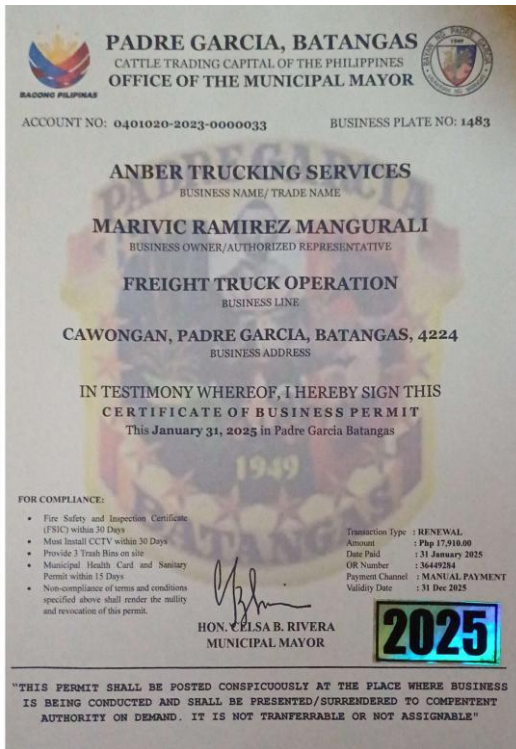 PADRE GARCIA, BATANGAS
CATTLE TRADING CAPITAL OF THE PHILIPPINES
OFFICE OF THE MUNICIPAL MAYOR
BAGONG PILIPINAS
ACCOUNT NO: 0401020-2023-0000033
BUSINESS PLATE NO: 1483
ANBER TRUCKING SERVICES
BUSINESS NAME/ TRADE NAME
MARIVIC RAMIREZ MANGURALI
BUSINESS OWNER/AUTHORIZED REPRESENTATIVE
FREIGHT TRUCK OPERATION
BUSINESS LINE
CAWONGAN, PADRE GARCIA, BATANGAS, 4224
BUSINESS ADDRESS
IN TESTIMONY WHEREOF, I HEREBY SIGN THIS
CERTIFICATE OF BUSINESS PERMIT
This January 31, 2025 in Padre Garcia Batangas
PADRE GARCIA
1949
BATANGAS
FOR COMPLIANCE:
• Fire Safety and Inspection Certificate
(FSIC) within 30 Days
• Must Install CCTV within 30 Days
• Provide 3 Trash Bins on site
• Municipal Health Card and Sanitary
Permit within 15 Days
• Non-compliance of terms and conditions
specified above shall render the nullity
and revocation of this permit.
Transaction Type : RENEWAL
Amount : Php 17,910.00
Date Paid : 31 January 2025
OR Number : 36449284
Payment Channel : MANUAL PAYMENT
Validity Date : 31 Dec 2025
HON. CELSA B. RIVERA
MUNICIPAL MAYOR
2025
"THIS PERMIT SHALL BE POSTED CONSPICUOUSLY AT THE PLACE WHERE BUSINESS
IS BEING CONDUCTED AND SHALL BE PRESENTED/SURRENDERED TO COMPENTENT
AUTHORITY ON DEMAND. IT IS NOT TRANFERRABLE OR NOT ASSIGNABLE"